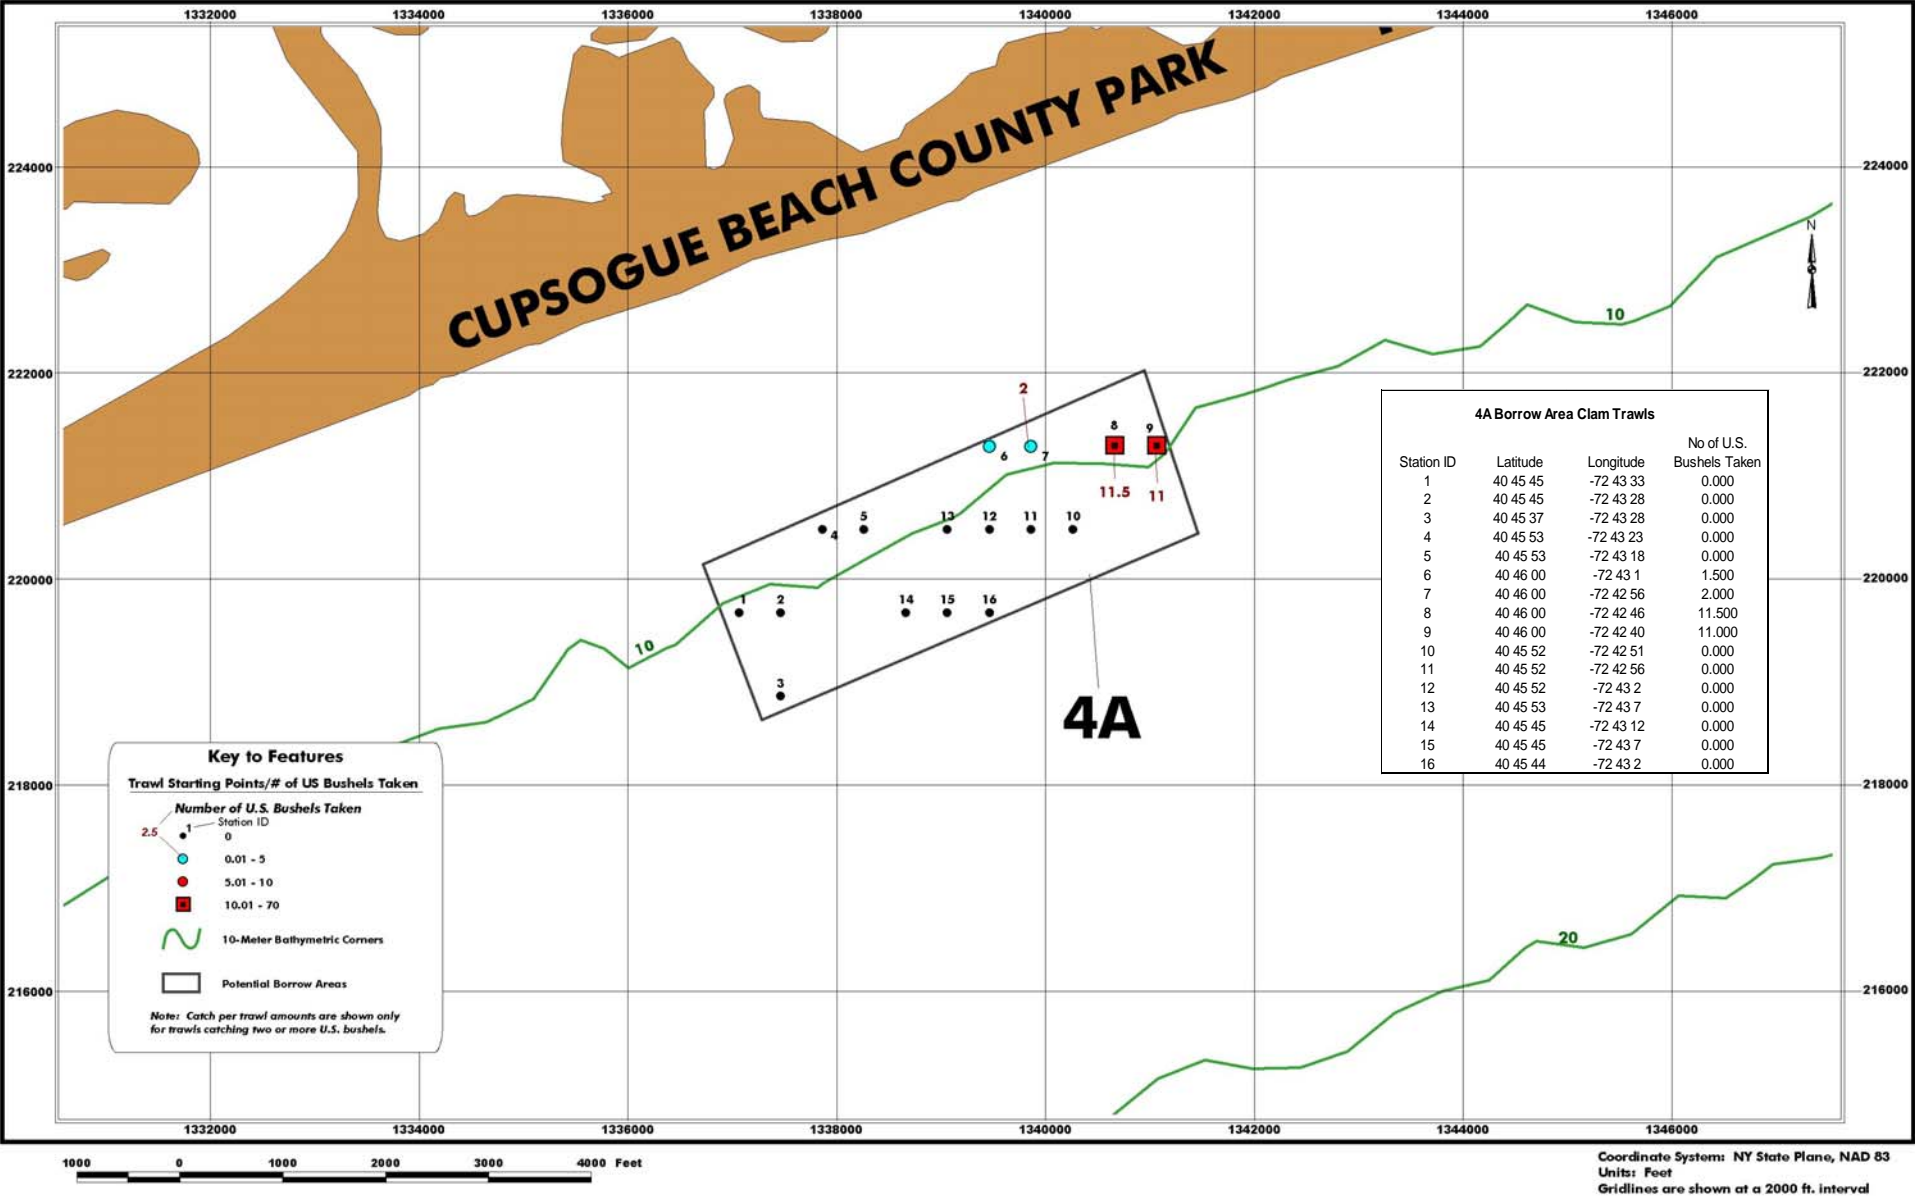 1332000 1334000 1336000 1338000 1340000 1342000 1344000 1346000
CUPSOGUE BEACH COUNTY PARK
224000 224000
N
10
222000 222000
2
8 9
6 7
11.5 11
4 5 13 12 11 10
220000 220000
1 2 14 15 16
10
3
4A
4A Borrow Area Clam Trawls
No of U.S.
Station ID Latitude Longitude Bushels Taken
1 40 45 45 -72 43 33 0.000
2 40 45 45 -72 43 28 0.000
3 40 45 37 -72 43 28 0.000
4 40 45 53 -72 43 23 0.000
5 40 45 53 -72 43 18 0.000
6 40 46 00 -72 43 1 1.500
7 40 46 00 -72 42 56 2.000
8 40 46 00 -72 42 46 11.500
9 40 46 00 -72 42 40 11.000
10 40 45 52 -72 42 51 0.000
11 40 45 52 -72 42 56 0.000
12 40 45 52 -72 43 2 0.000
13 40 45 53 -72 43 7 0.000
14 40 45 45 -72 43 12 0.000
15 40 45 45 -72 43 7 0.000
16 40 45 44 -72 43 2 0.000
218000 218000
Key to Features
Trawl Starting Points/# of US Bushels Taken
Number of U.S. Bushels Taken
1 Station ID
2.5
0
0.01 - 5
5.01 - 10
10.01 - 70
10-Meter Bathymetric Corners
Potential Borrow Areas
Note: Catch per trawl amounts are shown only
for trawls catching two or more U.S. bushels.
20
216000 216000
1332000 1334000 1336000 1338000 1340000 1342000 1344000 1346000
1000 0 1000 2000 3000 4000 Feet
Coordinate System: NY State Plane, NAD 83
Units: Feet
Gridlines are shown at a 2000 ft. interval